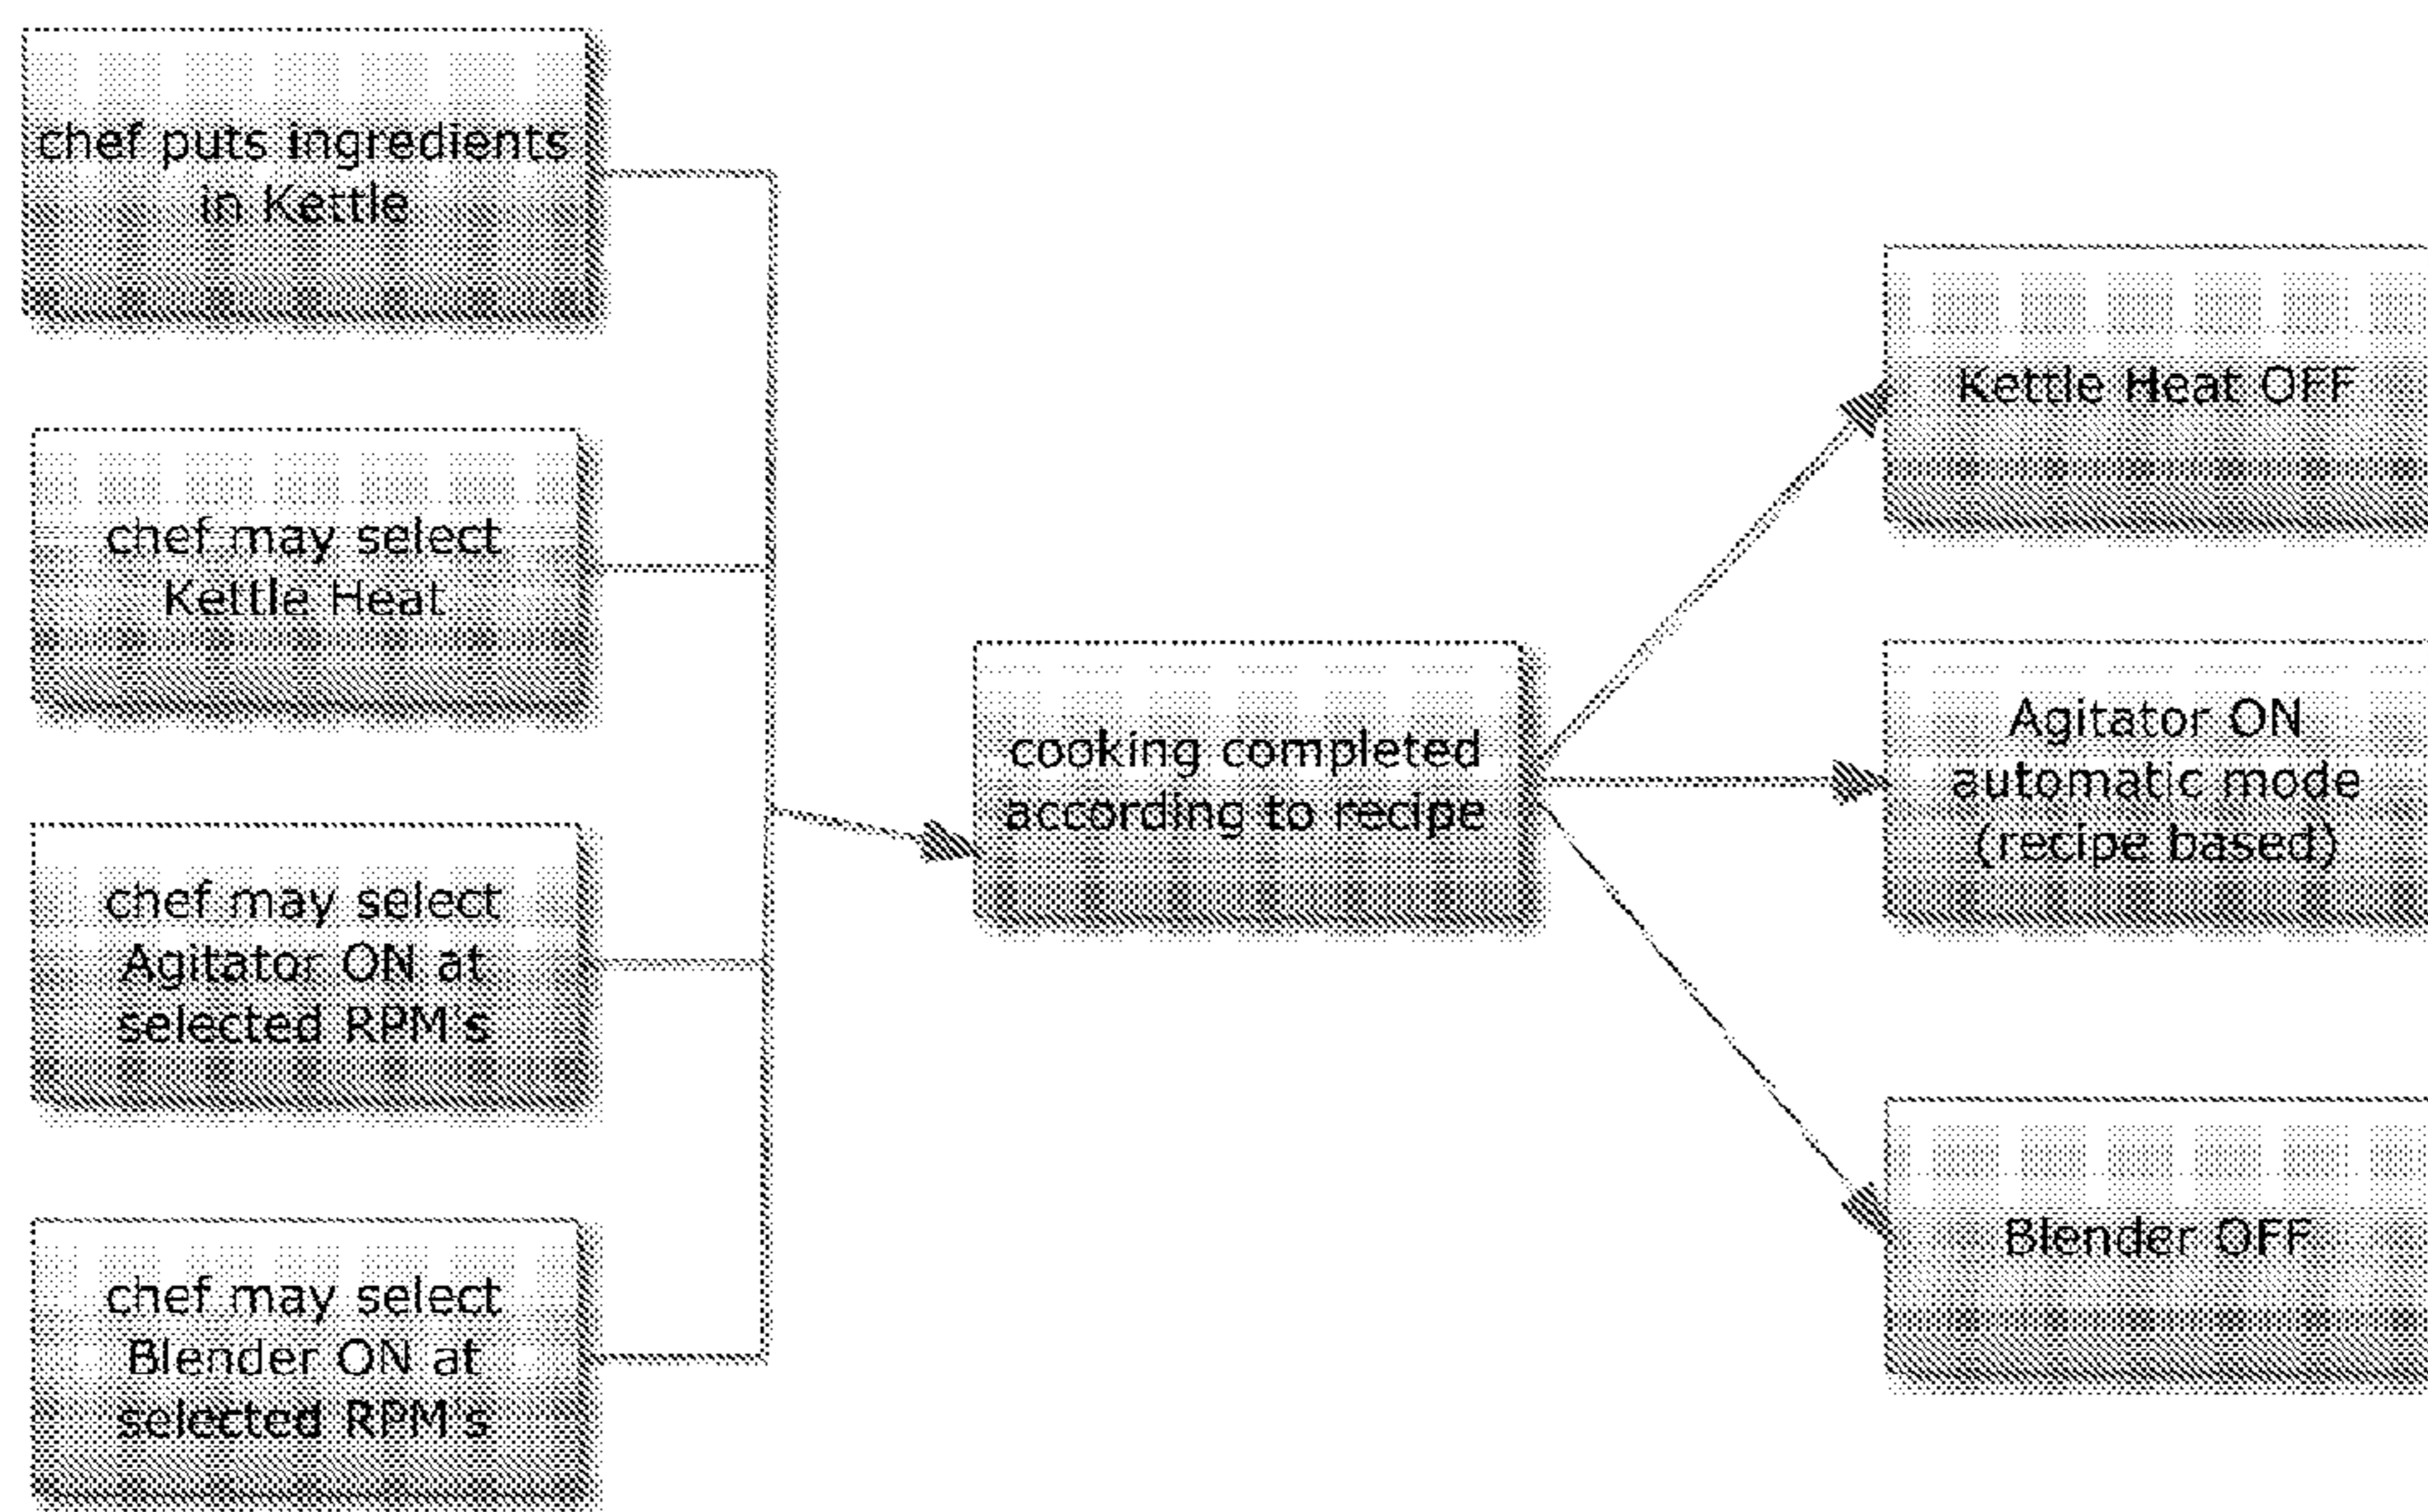 chef puts ingredients
in Kettle
chef may select
Kettle Heat
chef may select
Agitator ON at
selected RPM's
chef may select
Blender ON at
selected RPM's
cooking completed
according to recipe
Kettle Heat OFF
Agitator ON
automatic mode
(recipe based)
Blender OFF